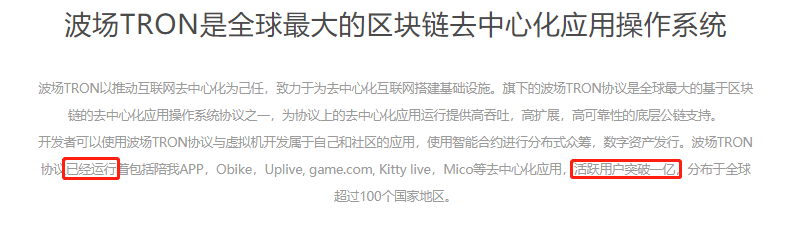 波场TRON是全球最大的区块链去中心化应用操作系统
波场TRON以推动互联网去中心化为己任，致力于为去中心化互联网搭建基础设施。旗下的波场TRON协议是全球最大的基于区块
链的去中心化应用操作系统协议之一，为协议上的去中心化应用运行提供高吞吐，高扩展，高可靠性的底层公链支持。
开发者可以使用波场TRON协议与虚拟机开发属于自己和社区的应用，使用智能合约进行分布式众筹，数字资产发行。波场TRON
协议已经运行着包括陪我APP，Obike，Uplive, game.com, Kitty live，Mico等去中心化应用，活跃用户突破一亿，分布于全球
超过100个国家地区。